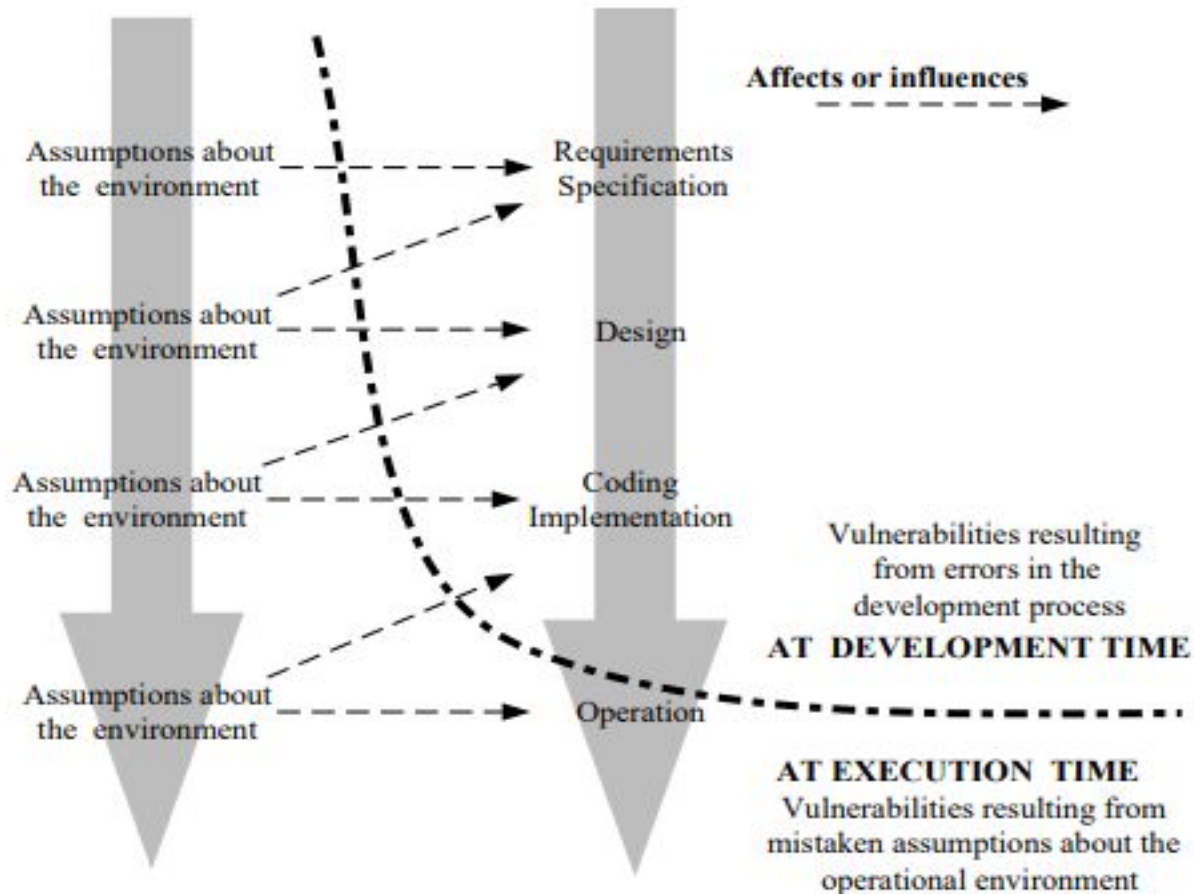 Affects or influences
Assumptions about
the environment
Requirements
Specification
Assumptions about
the environment
Design
Assumptions about
the environment
Coding
Implementation
Vulnerabilities resulting
from errors in the
development process
AT DEVELOPMENT TIME
Assumptions about
the environment
Operation
AT EXECUTION TIME
Vulnerabilities resulting from
mistaken assumptions about the
operational environment